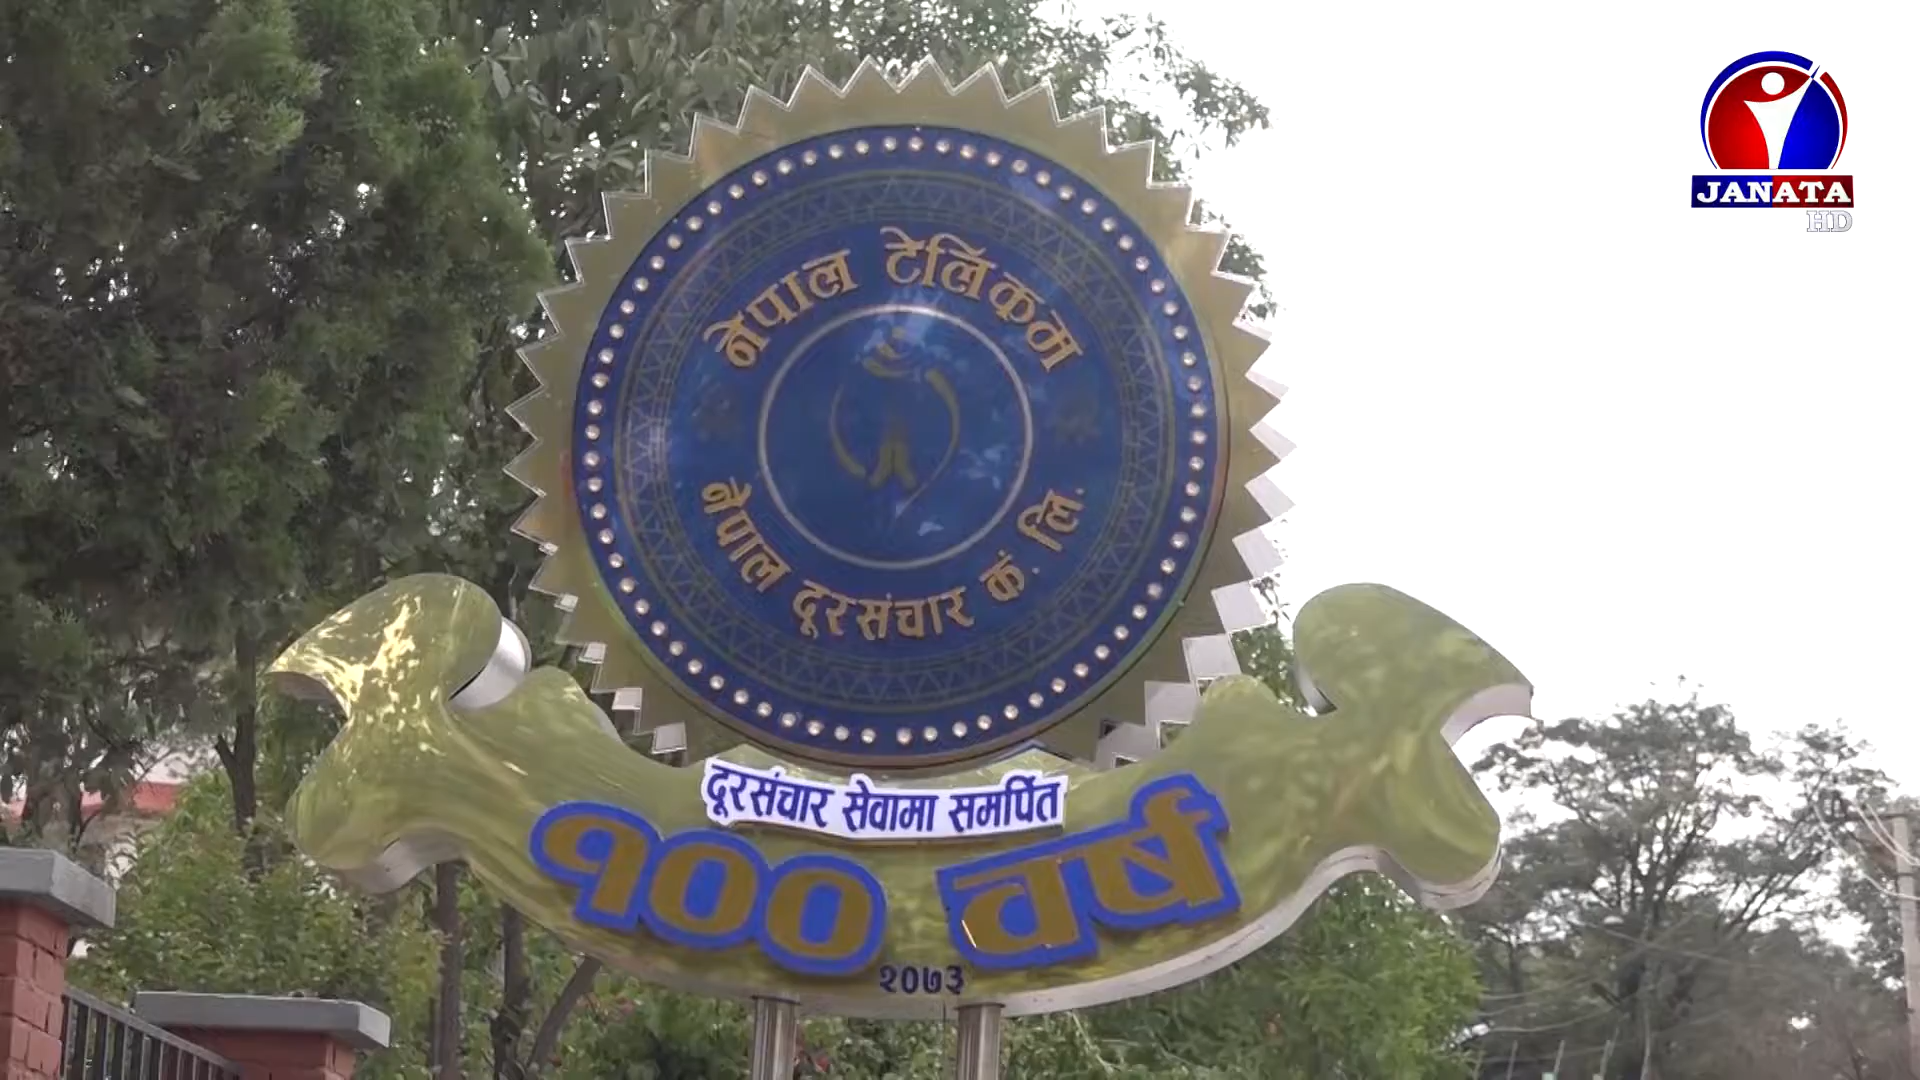 JANATA
HD
नेपाल टेलिकम
नेपाल दूरसंचार कं. लि.
दूरसंचार सेवामा समर्पित
१०० वर्ष
२०७३